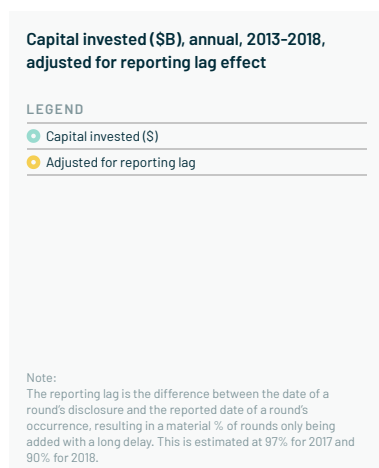 Capital invested ($B), annual, 2013-2018,
adjusted for reporting lag effect
LEGEND
Capital invested ($)
Adjusted for reporting lag
Note:
The reporting lag is the difference between the date of a
round's disclosure and the reported date of a round's
occurrence, resulting in a material % of rounds only being
added with a long delay. This is estimated at 97% for 2017 and
90% for 2018.